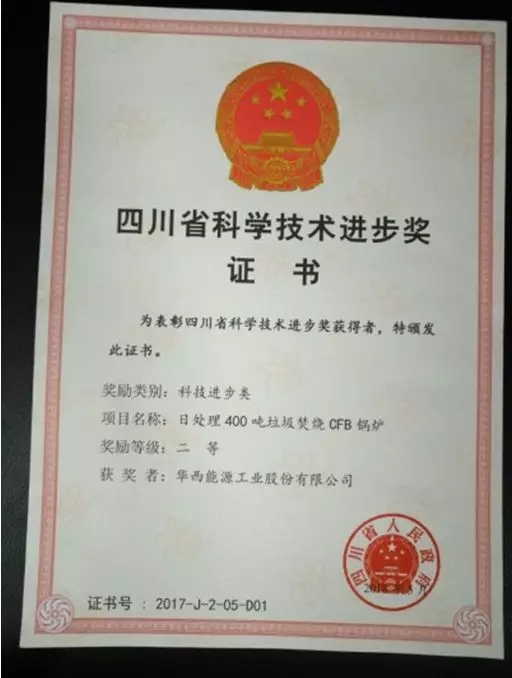 四川省科学技术进步奖
证 书
为表彰四川省科学技术进步奖获得者，特颁发
此证书。
奖励类别：科技进步类
项目名称：日处理400吨垃圾焚烧CFB锅炉
奖励等级：二 等
获 奖 者：华西能源工业股份有限公司
四川省人民政府
证书号：2017-J-2-05-D01